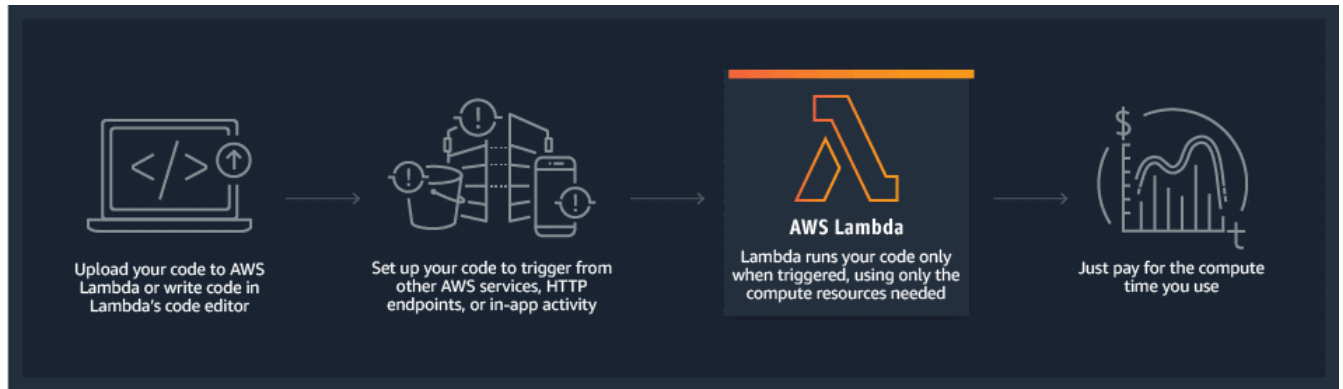 Upload your code to AWS
Lambda or write code in
Lambda's code editor
Set up your code to trigger from
other AWS services, HTTP
endpoints, or in-app activity
AWS Lambda
Lambda runs your code only
when triggered, using only the
compute resources needed
$
t
Just pay for the compute
time you use